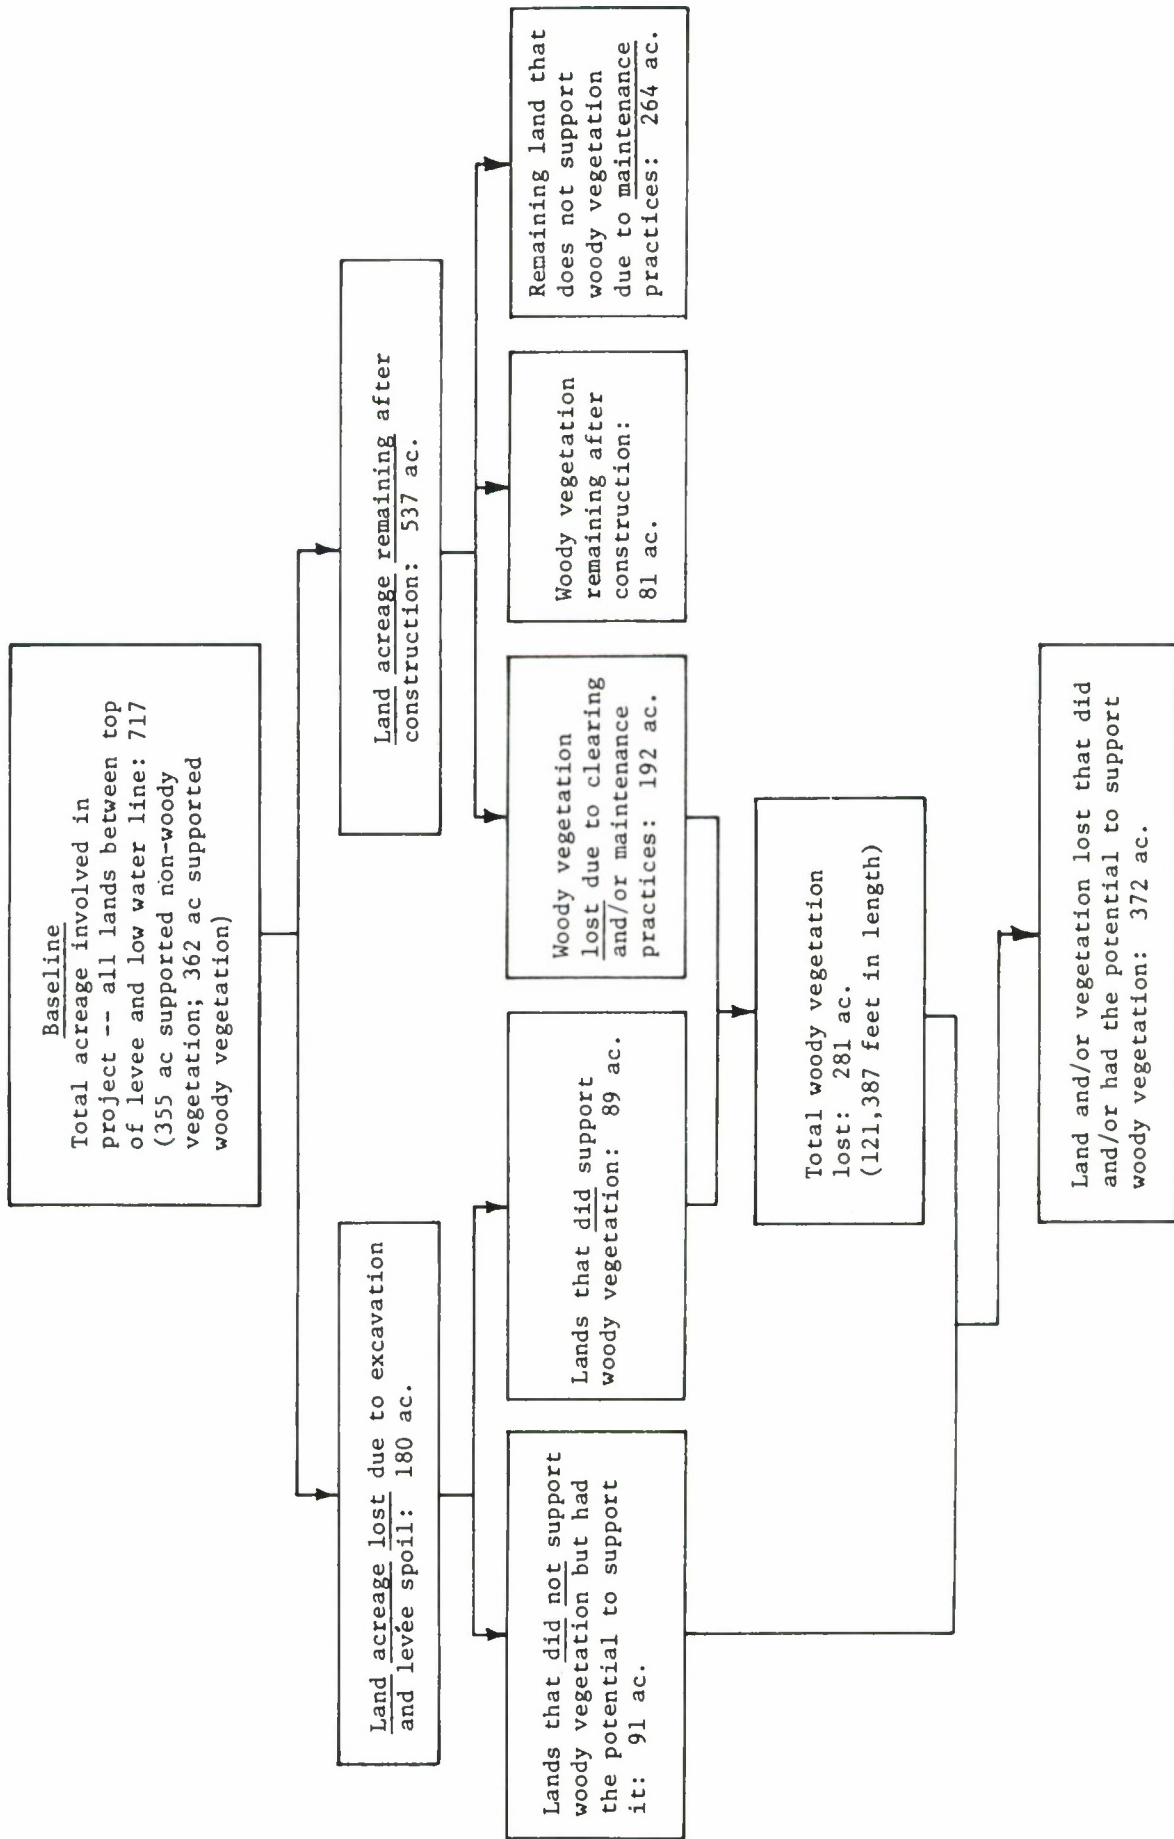 Baseline
Total acreage involved in
project -- all lands between top
of levee and low water line: 717
(355 ac supported non-woody
vegetation; 362 ac supported
woody vegetation)
Land acreage lost due to excavation
and levée spoil: 180 ac.
Land acreage remaining after
construction: 537 ac.
Lands that did not support
woody vegetation but had
the potential to support
it: 91 ac.
Lands that did support
woody vegetation: 89 ac.
Woody vegetation
lost due to clearing
and/or maintenance
practices: 192 ac.
Woody vegetation
remaining after
construction:
81 ac.
Remaining land that
does not support
woody vegetation
due to maintenance
practices: 264 ac.
Total woody vegetation
lost: 281 ac.
(121,387 feet in length)
Land and/or vegetation lost that did
and/or had the potential to support
woody vegetation: 372 ac.